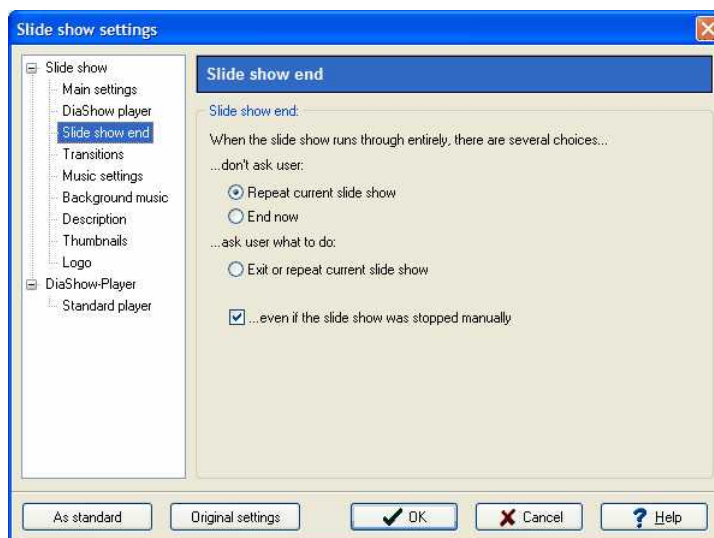 Slide show settings
Slide show
Main settings
DiaShow player
Slide show end
Transitions
Music settings
Background music
Description
Thumbnails
Logo
DiaShow-Player
Standard player
Slide show end
Slide show end:
When the slide show runs through entirely, there are several choices...
...don't ask user:
Repeat current slide show
End now
...ask user what to do:
Exit or repeat current slide show
...even if the slide show was stopped manually
As standard
Original settings
OK
Cancel
Help